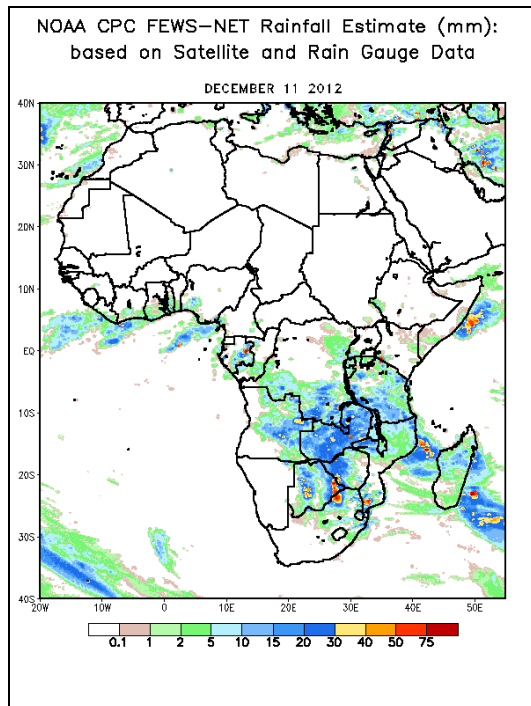 NOAA CPC FEWS-NET Rainfall Estimate (mm):
based on Satellite and Rain Gauge Data
DECEMBER 11 2012
40N
30N
20N
10N
EQ
10S
20S
30S
40S
20W 10W 0 10E 20E 30E 40E 50E
0.1 1 2 5 10 15 20 30 40 50 75